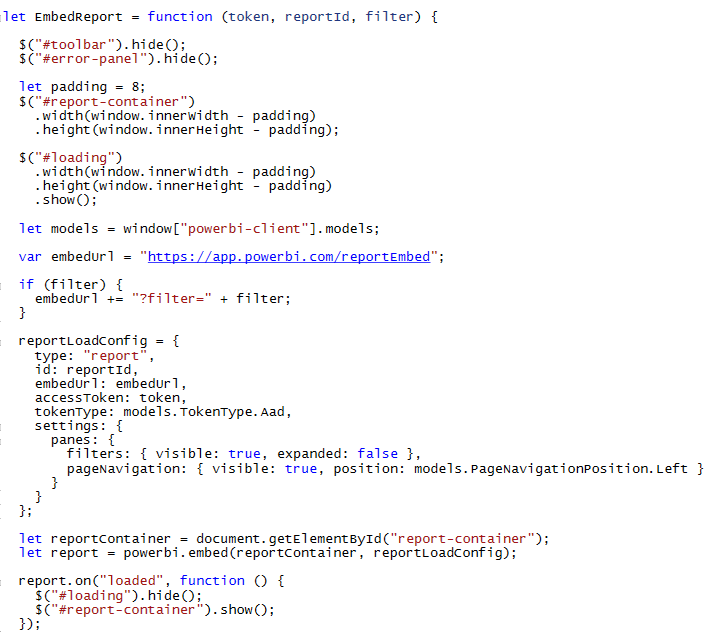 let EmbedReport = function (token, reportId, filter) {

  $("#toolbar").hide();
  $("#error-panel").hide();

  let padding = 8;
  $("#report-container")
    .width(window.innerWidth - padding)
    .height(window.innerHeight - padding);

  $("#loading")
    .width(window.innerWidth - padding)
    .height(window.innerHeight - padding)
    .show();

  let models = window["powerbi-client"].models;

  var embedUrl = "https://app.powerbi.com/reportEmbed";

  if (filter) {
    embedUrl += "?filter=" + filter;
  }

  reportLoadConfig = {
    type: "report",
    id: reportId,
    embedUrl: embedUrl,
    accessToken: token,
    tokenType: models.TokenType.Aad,
    settings: {
      panes: {
        filters: { visible: true, expanded: false },
        pageNavigation: { visible: true, position: models.PageNavigationPosition.Left }
      }
    }
  };

  let reportContainer = document.getElementById("report-container");
  let report = powerbi.embed(reportContainer, reportLoadConfig);

  report.on("loaded", function () {
    $("#loading").hide();
    $("#report-container").show();
  });